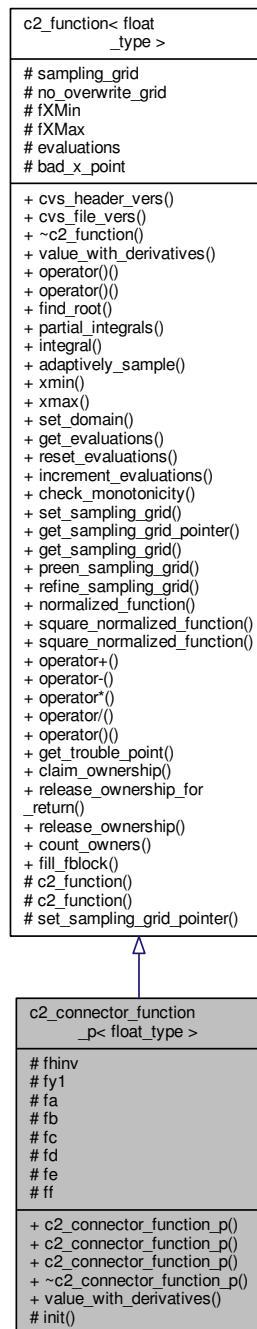 c2_function< float
_type >
# sampling_grid
# no_overwrite_grid
# fXMin
# fXMax
# evaluations
# bad_x_point
+ cvs_header_vers()
+ cvs_file_vers()
+ ~c2_function()
+ value_with_derivatives()
+ operator()()
+ operator()()
+ find_root()
+ partial_integrals()
+ integral()
+ adaptively_sample()
+ xmin()
+ xmax()
+ set_domain()
+ get_evaluations()
+ reset_evaluations()
+ increment_evaluations()
+ check_monotonicity()
+ set_sampling_grid()
+ get_sampling_grid_pointer()
+ get_sampling_grid()
+ preen_sampling_grid()
+ refine_sampling_grid()
+ normalized_function()
+ square_normalized_function()
+ square_normalized_function()
+ operator+()
+ operator-()
+ operator*()
+ operator/()
+ operator()()
+ get_trouble_point()
+ claim_ownership()
+ release_ownership_for
_return()
+ release_ownership()
+ count_owners()
+ fill_fblock()
# c2_function()
# c2_function()
# set_sampling_grid_pointer()
c2_connector_function
_p< float_type >
# fhinv
# fy1
# fa
# fb
# fc
# fd
# fe
# ff
+ c2_connector_function_p()
+ c2_connector_function_p()
+ c2_connector_function_p()
+ ~c2_connector_function_p()
+ value_with_derivatives()
# init()